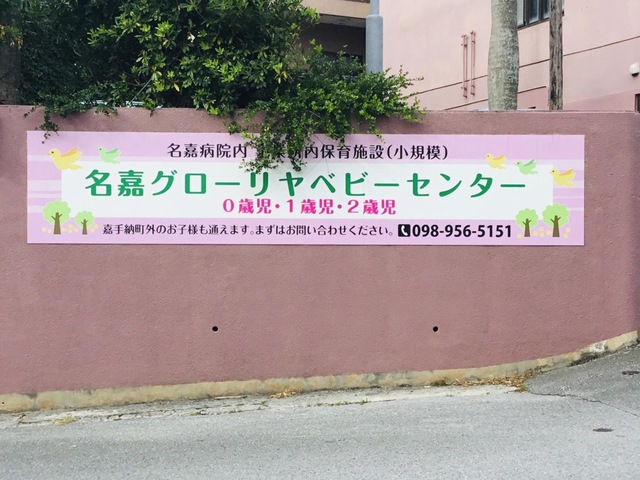 名嘉病院内 内保育施設(小規模)
名嘉グローリヤベビーセンター
0歳児・1歳児・2歳児
嘉手納町外のお子様も通えます。まずはお問い合わせください。 098-956-5151